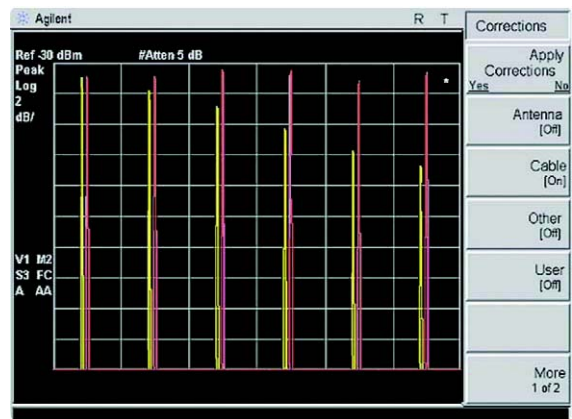 Agilent
R T
Corrections
Ref -30 dBm
#Atten 5 dB
Peak
Log
2
dB/
*
V1 M2
S3 FC
A AA
Apply
Corrections
Yes No
Antenna
[Off]
Cable
[On]
Other
[Off]
User
[Off]
More
1 of 2